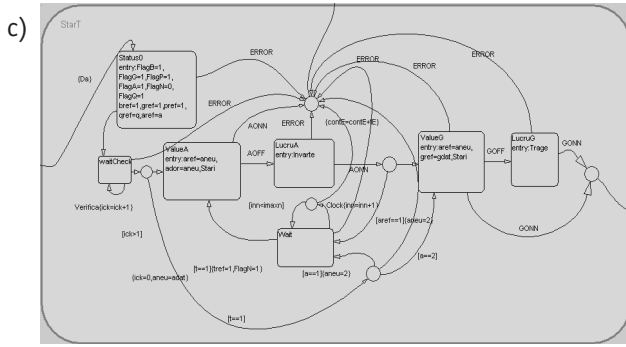 c)
StarT
Status0
entry:FlagB=1,
FlagG=1,FlagP=1,
FlagA=1,FlagN=0,
FlagQ=1
bref=1,gref=1,pref=1,
qref=q,aref=a
{Da}
ERROR
ERROR
ERROR
ERROR
ERROR
ERROR
{contE=contE+tE}
waitCheck
Verifica{ick=ick+1}
ValueA
entry:aref=aneu,
ador=aneu,Stari
AONN
AOFF
LucruA
entry:Invarte
AONN
ValueG
entry:aref=aneu,
gref=gdat,Stari
GOFF
LucruG
entry:Trage
GONN
GONN
[inn<imaxn]
Clock{inn=inn+1}
[aref==1]{aneu=2}
[ick>1]
Wait
[t==1]{tref=1,FlagN=1}
[a==1]{aneu=2}
[a==2]
{ick=0,aneu=adat}
[t==1]